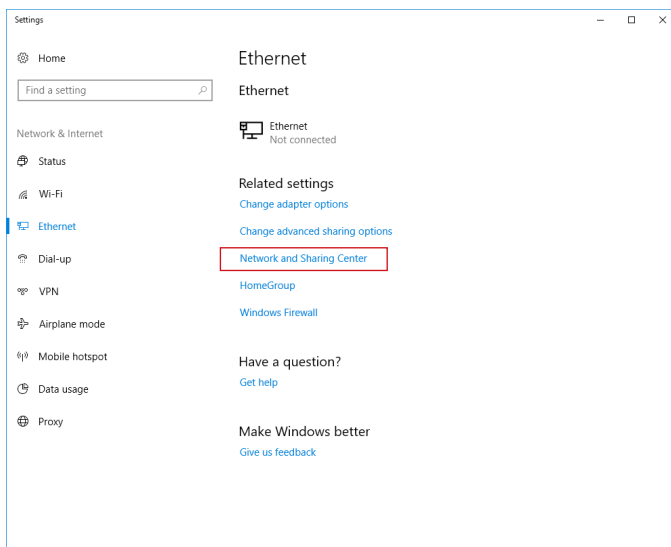 Settings
Home
Find a setting
Network & Internet
Status
Wi-Fi
Ethernet
Dial-up
VPN
Airplane mode
Mobile hotspot
Data usage
Proxy
Ethernet
Ethernet
Ethernet
Not connected
Related settings
Change adapter options
Change advanced sharing options
Network and Sharing Center
HomeGroup
Windows Firewall
Have a question?
Get help
Make Windows better
Give us feedback